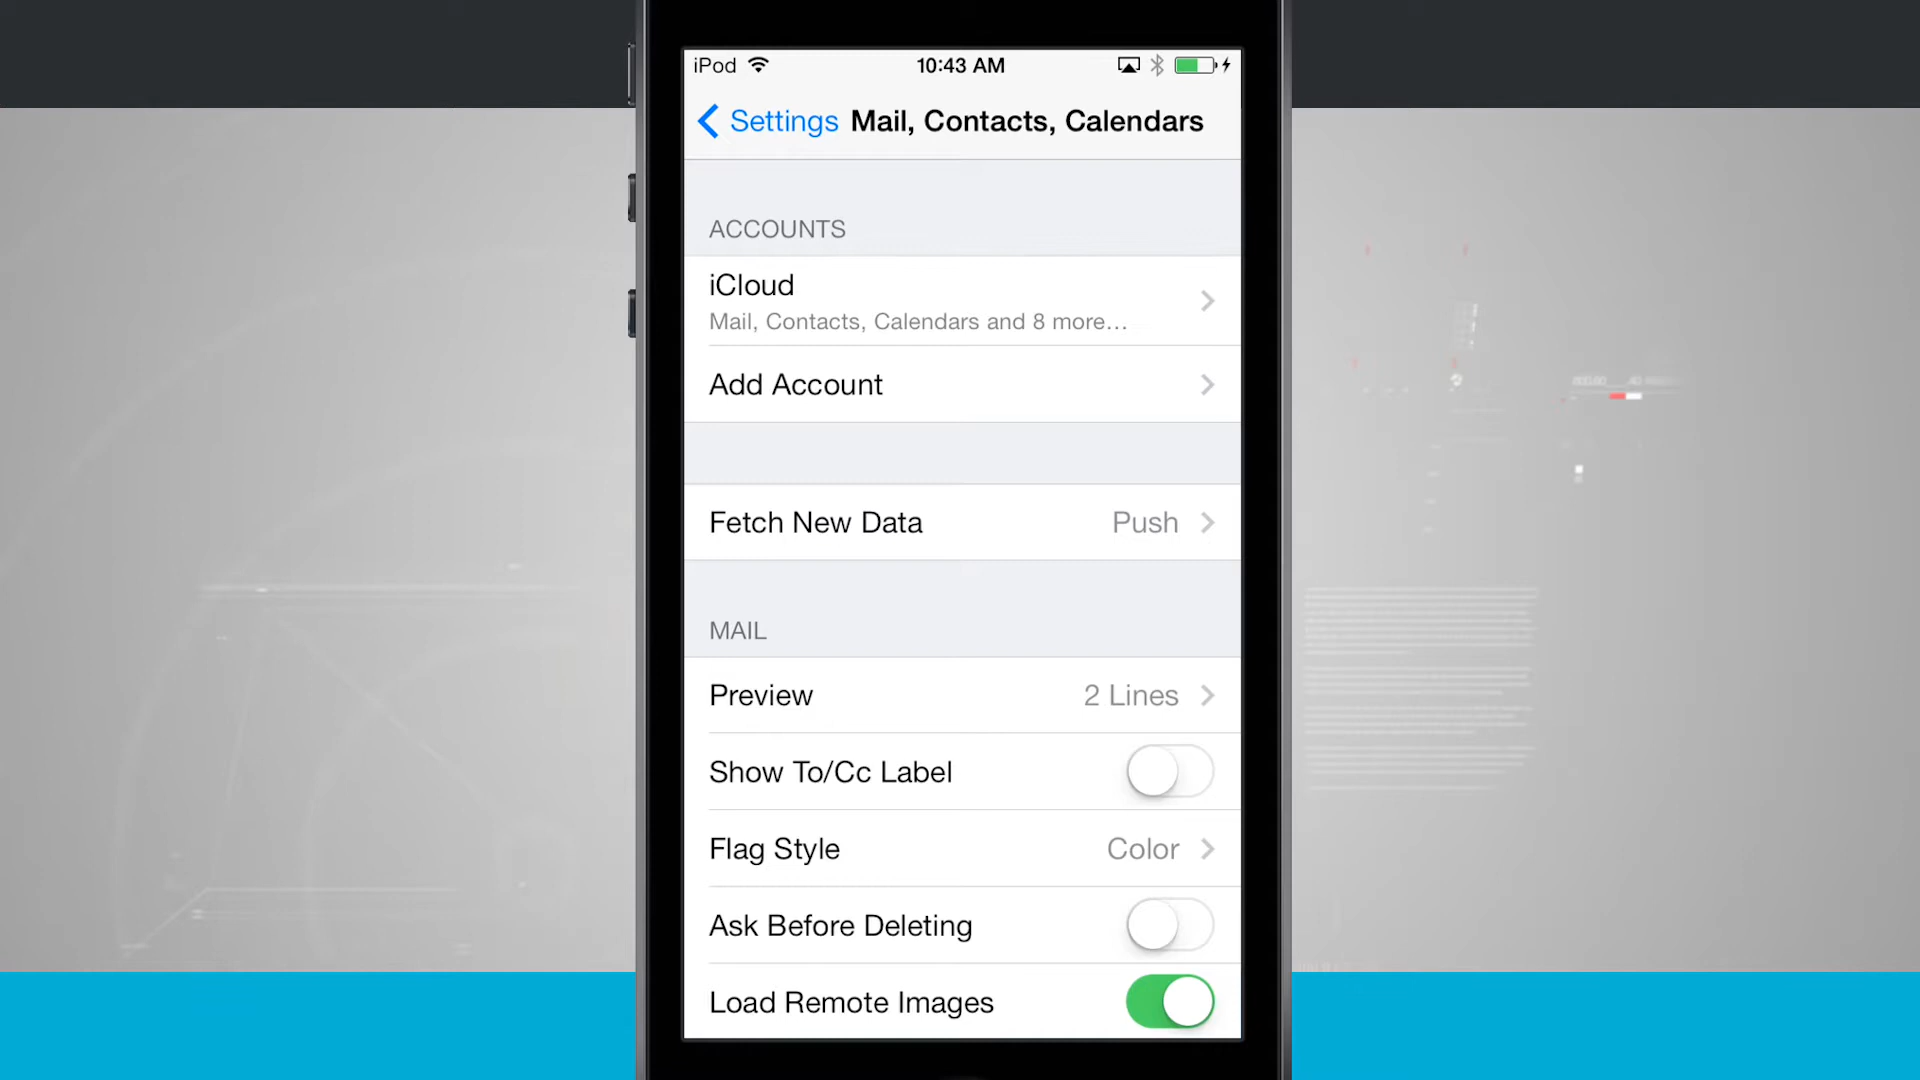 iPod 10:43 AM
Settings Mail, Contacts, Calendars
ACCOUNTS
iCloud
Mail, Contacts, Calendars and 8 more...
Add Account
Fetch New Data Push
MAIL
Preview 2 Lines
Show To/Cc Label
Flag Style Color
Ask Before Deleting
Load Remote Images